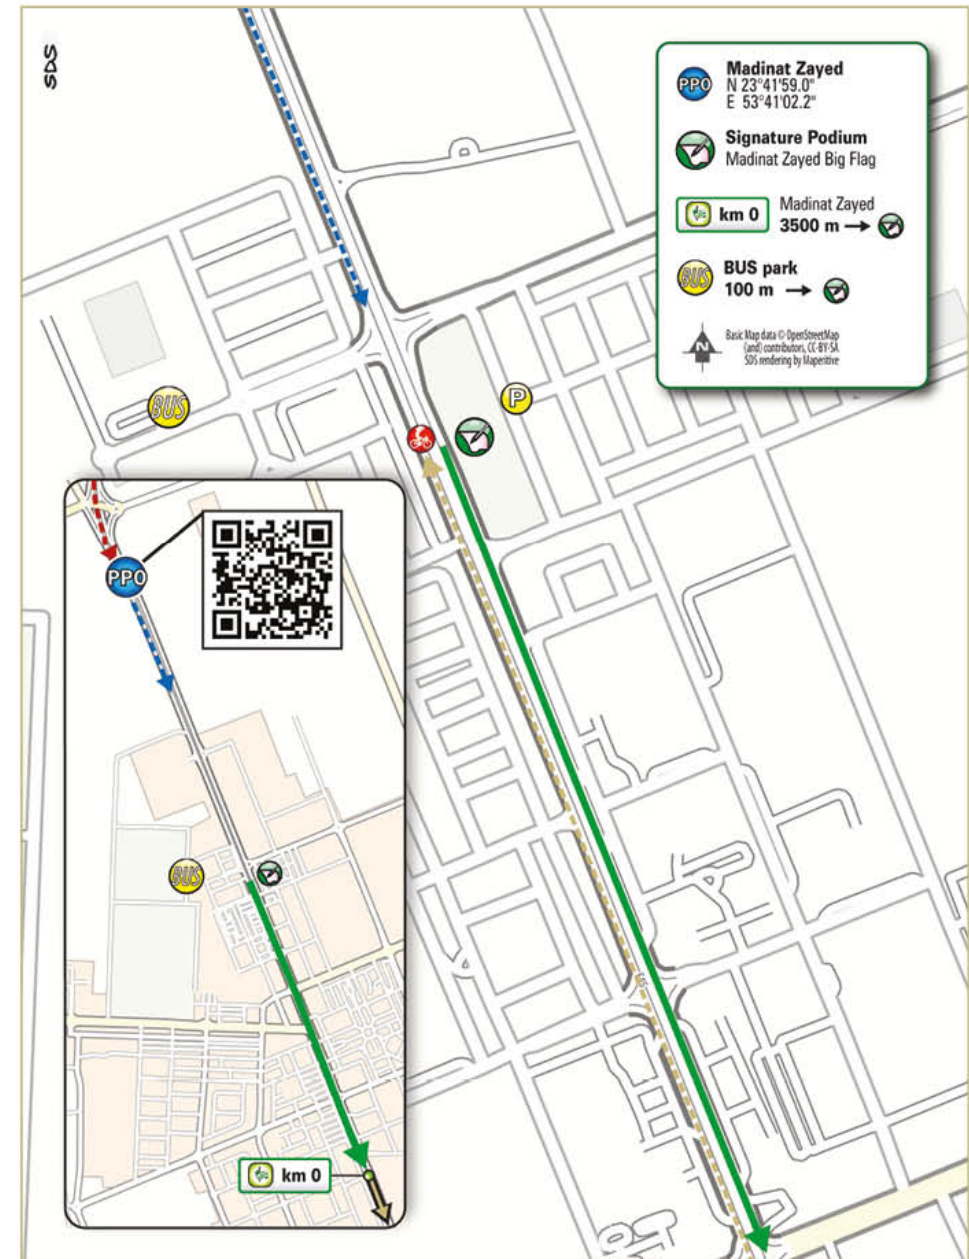 SDS
PPO
Madinat Zayed
N 23°41'59.0"
E 53°41'02.2"
Signature Podium
Madinat Zayed Big Flag
km 0
Madinat Zayed
3500 m
BUS
BUS park
100 m
N
Basic Map data © OpenStreetMap
(and) contributors, CC-BY-SA
SDS rendering by Maperitive
BUS
P
PPO
BUS
km 0